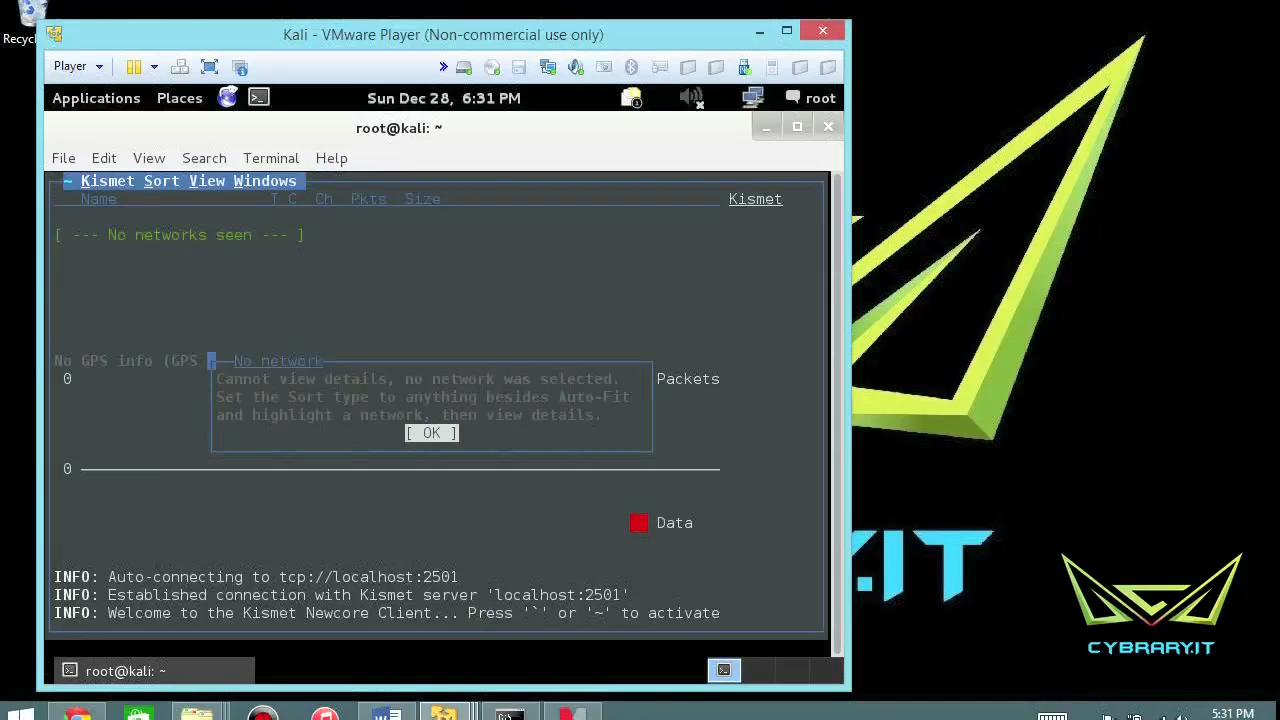 Recycl
Kali - VMware Player (Non-commercial use only)
Player
Applications Places Sun Dec 28, 6:31 PM root
root@kali: ~
File Edit View Search Terminal Help
~ Kismet Sort View Windows
Name T C Ch Pkts Size Kismet
[ --- No networks seen --- ]
No GPS info (GPS
No network
0
Cannot view details, no network was selected.
Packets
Set the Sort type to anything besides Auto-Fit
and highlight a network, then view details.
[ OK ]
0
Data
INFO: Auto-connecting to tcp://localhost:2501
INFO: Established connection with Kismet server 'localhost:2501'
INFO: Welcome to the Kismet Newcore Client... Press '`' or '~' to activate
root@kali: ~
.IT
CYBRARY.IT
5:31 PM